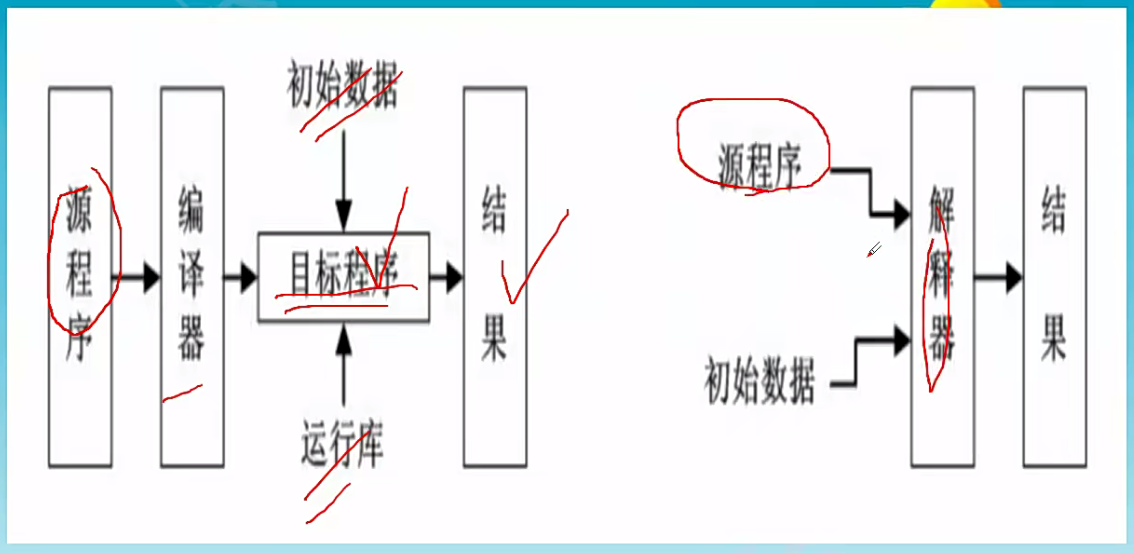 源程序
编译器
初始数据
目标程序
运行库
结果
源程序
初始数据
解释器
结果